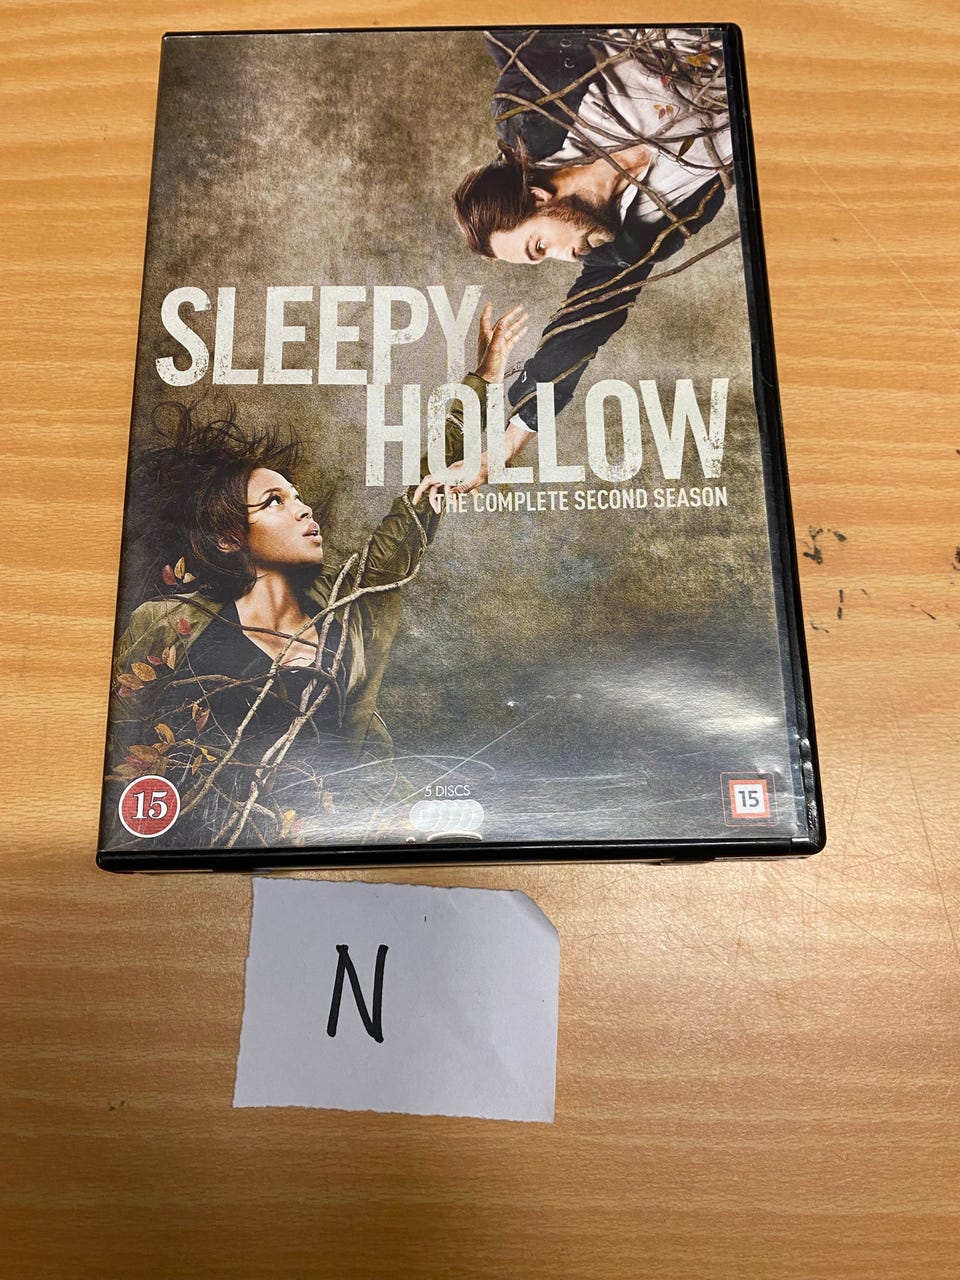 SLEEPY
HOLLOW
THE COMPLETE SECOND SEASON
5 DISCS
15
15
N